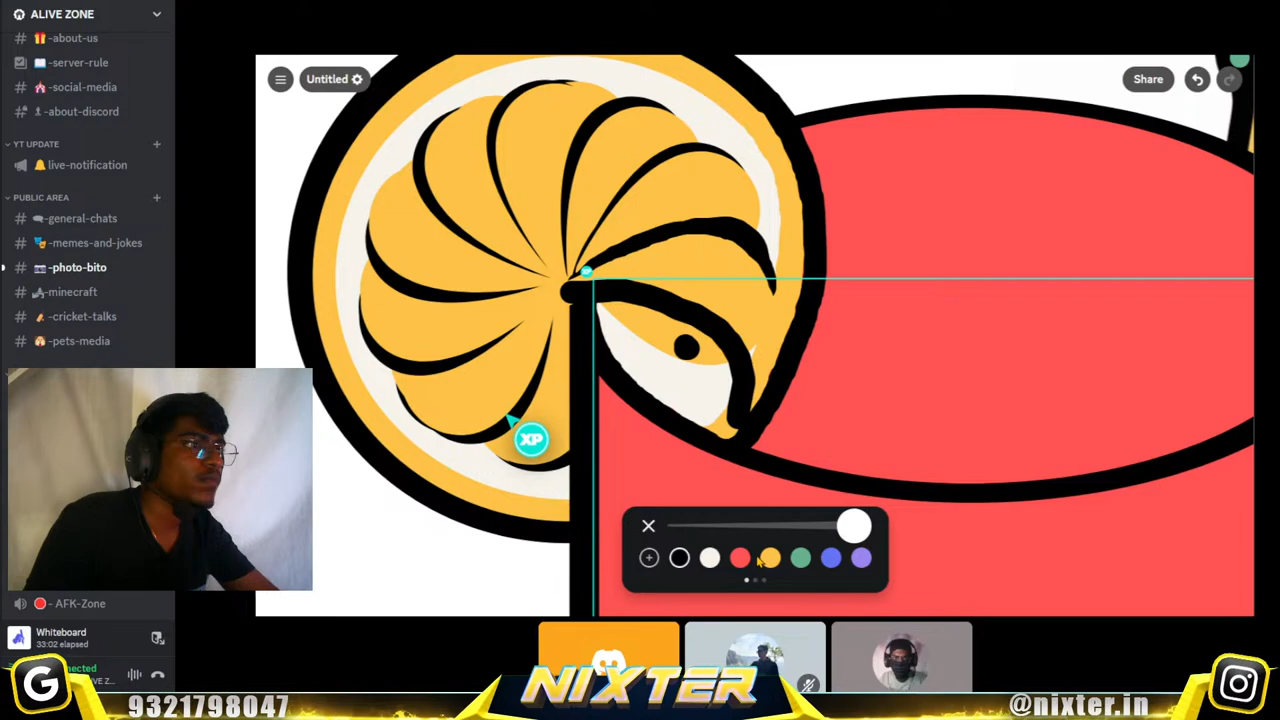 ALIVE ZONE
-about-us
-server-rule
-social-media
-about-discord
YT UPDATE
live-notification
PUBLIC AREA
-general-chats
-memes-and-jokes
-photo-bito
-minecraft
-cricket-talks
-pets-media
- AFK-Zone
Whiteboard
33:02 elapsed
Untitled
Share
XP
NIXTER
G
9321798047
@nixter.in